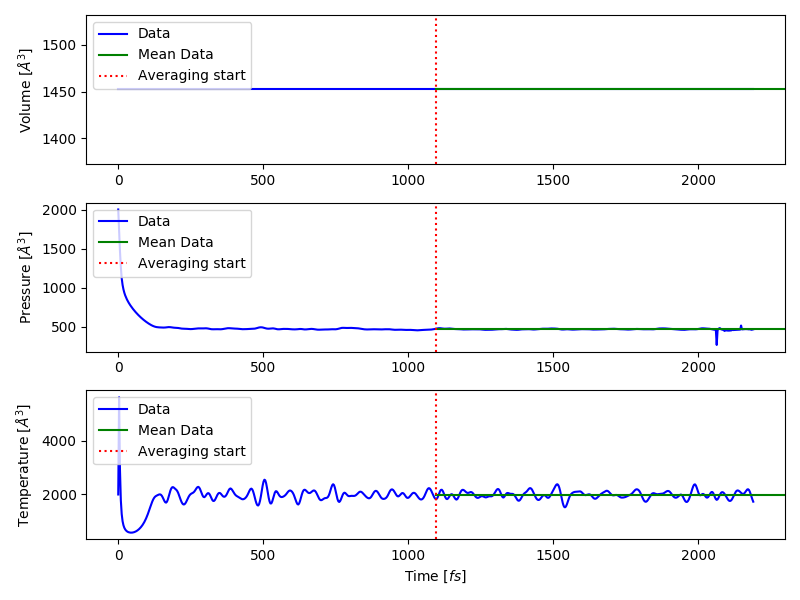 Volume [Å³]
1500
1450
1400
Data
Mean Data
Averaging start
0 500 1000 1500 2000
Pressure [Å³]
2000
1500
1000
500
Data
Mean Data
Averaging start
0 500 1000 1500 2000
Temperature [Å³]
4000
2000
Data
Mean Data
Averaging start
0 500 1000 1500 2000
Time [fs]